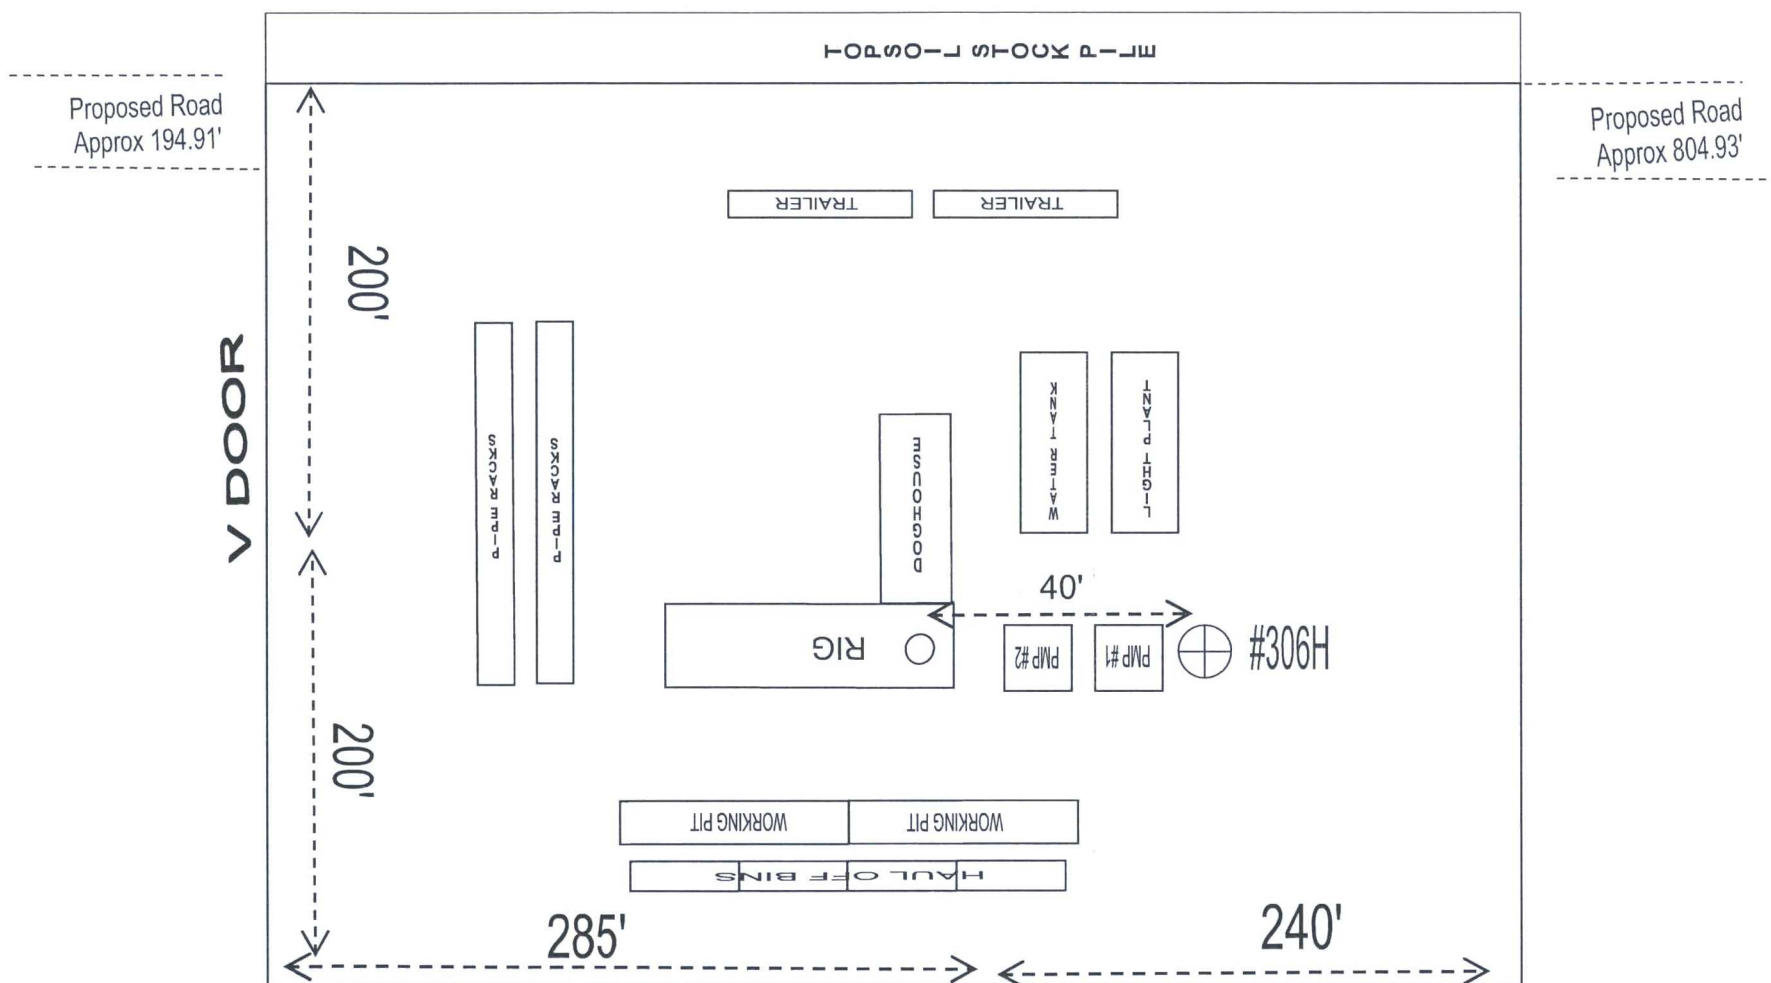 TOPSOIL STOCK PILE
Proposed Road
Approx 194.91'
Proposed Road
Approx 804.93'
TRAILER
TRAILER
200'
V DOOR
PIPE RACKS
PIPE RACKS
DOGHOUSE
WATER TANK
LIGHT PLANT
40'
RIG
PMP #2
PMP #1
#306H
200'
WORKING PIT
WORKING PIT
HAUL OFF BINS
285'
240'